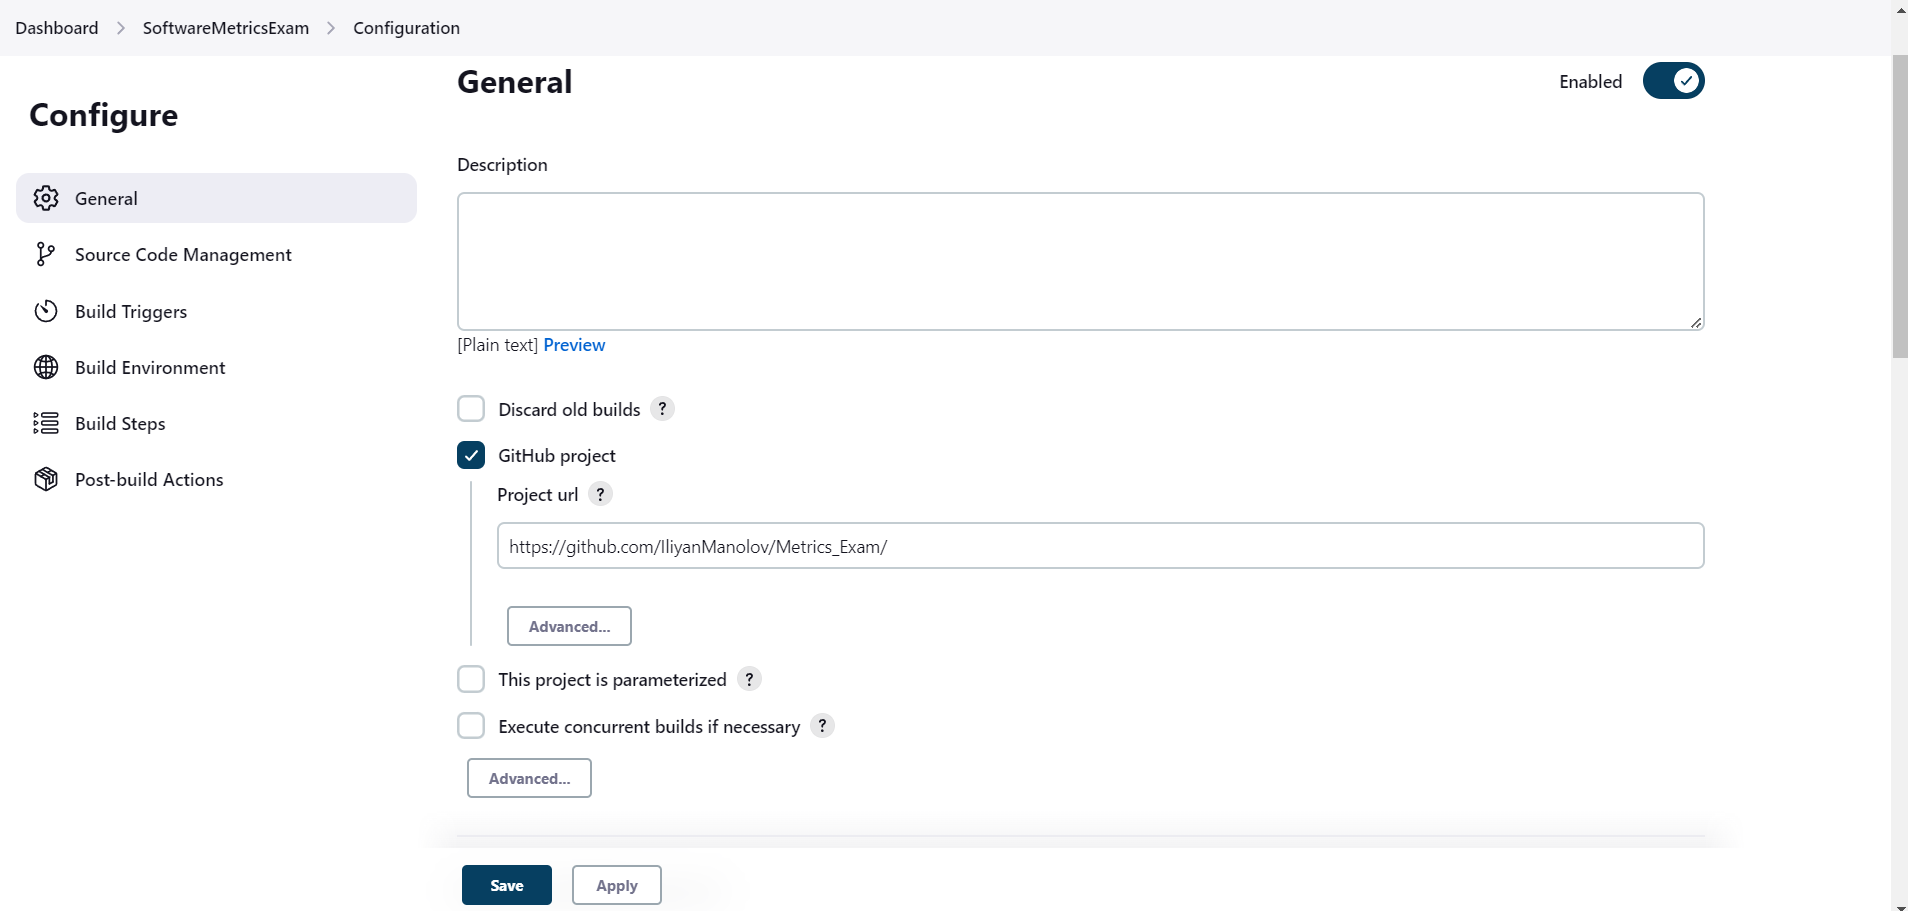 Dashboard > SoftwareMetricsExam > Configuration
Configure
General
Source Code Management
Build Triggers
Build Environment
Build Steps
Post-build Actions
General
Enabled
Description
[Plain text] Preview
Discard old builds ?
GitHub project
Project url ?
https://github.com/IliyanManolov/Metrics_Exam/
Advanced...
This project is parameterized ?
Execute concurrent builds if necessary ?
Advanced...
Save Apply